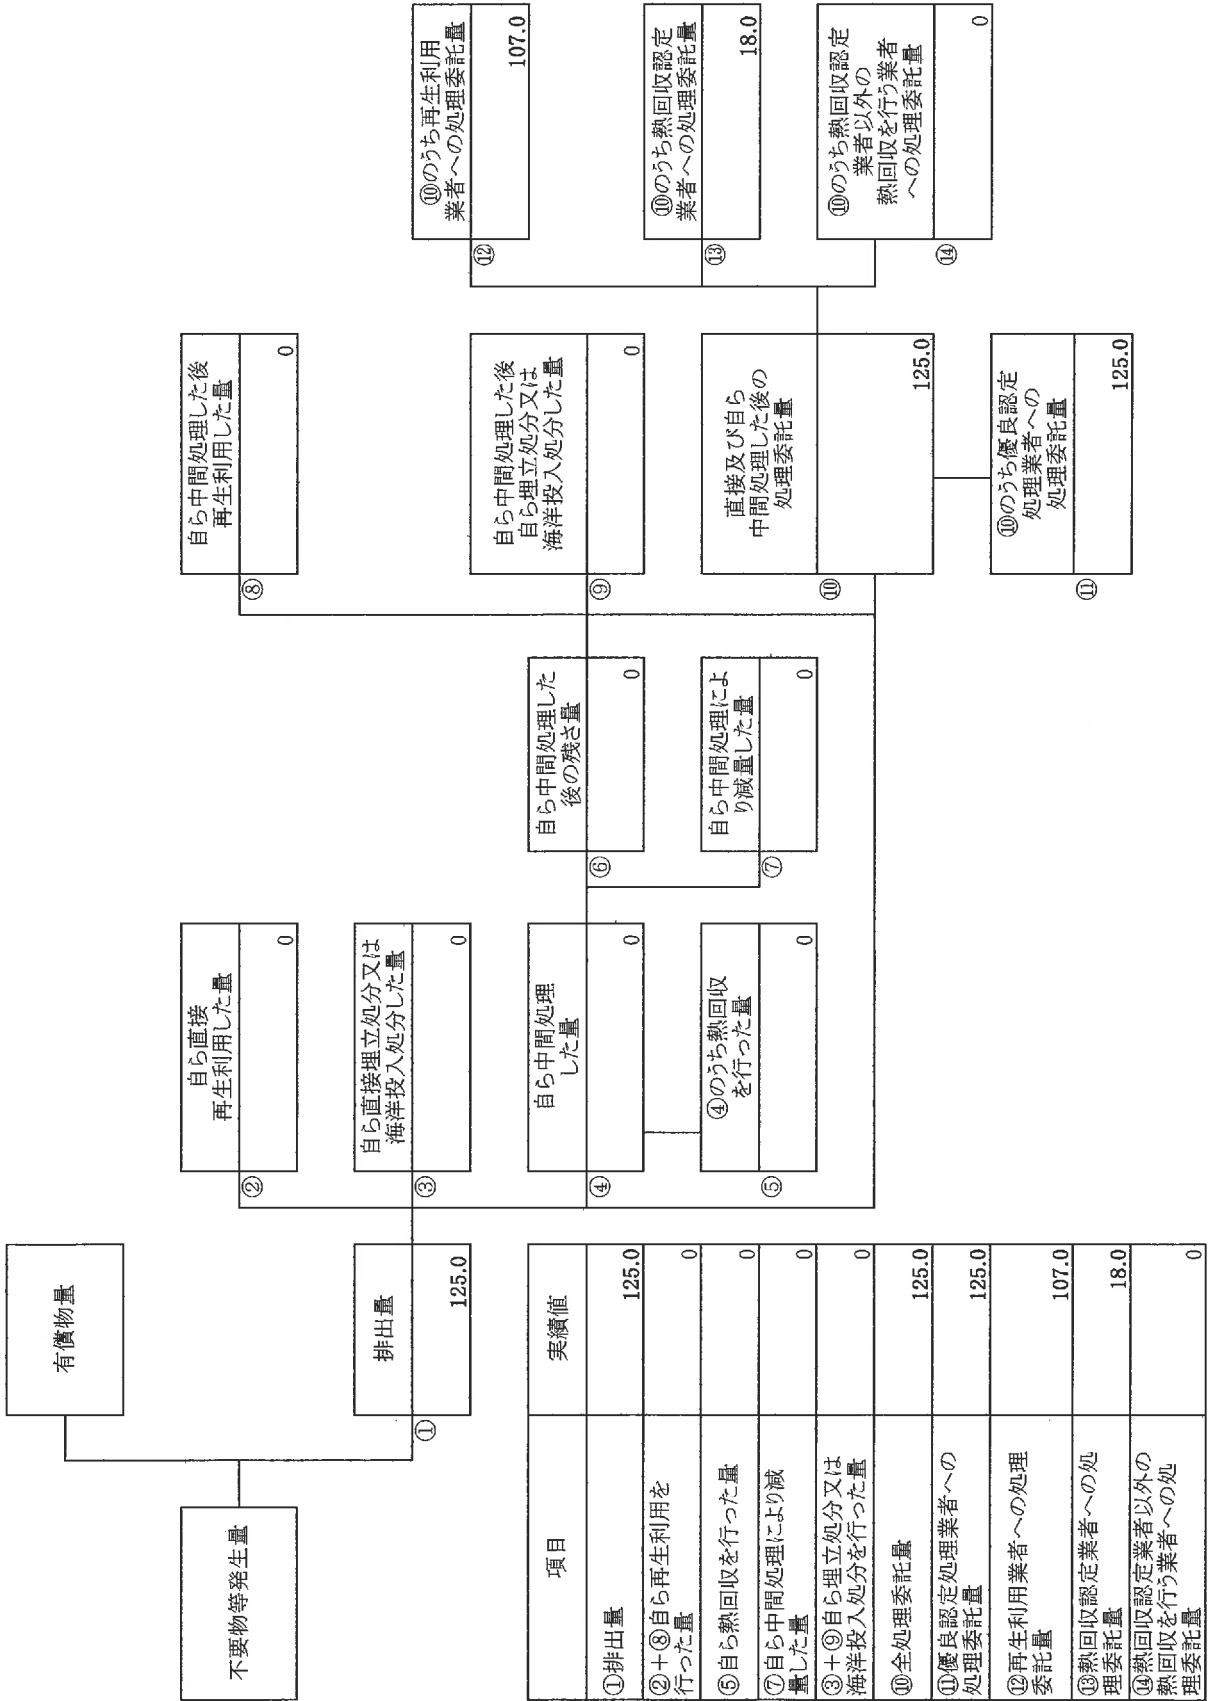 不要物等発生量
有償物量
①
排出量
125.0
②
自ら直接
再生利用した量
0
③
自ら直接埋立処分又は
海洋投入処分した量
0
④
自ら中間処理
した量
0
⑤
④のうち熱回収
を行った量
0
⑥
自ら中間処理した
後の残さ量
0
⑦
自ら中間処理によ
り減量した量
0
⑧
自ら中間処理した後
再生利用した量
0
⑨
自ら中間処理した後
自ら埋立処分又は
海洋投入処分した量
0
⑩
直接及び自ら
中間処理した後の
処理委託量
125.0
⑪
⑩のうち優良認定
処理業者への
処理委託量
125.0
⑫
⑩のうち再生利用
業者への処理委託量
107.0
⑬
⑩のうち熱回収認定
業者への処理委託量
18.0
⑭
⑩のうち熱回収認定
業者以外の
熱回収を行う業者
への処理委託量
0
項目 実績値
①排出量 125.0
②+⑧自ら再生利用を
行った量 0
⑤自ら熱回収を行った量 0
⑦自ら中間処理により減
量した量 0
③+⑨自ら埋立処分又は
海洋投入処分を行った量 0
⑩全処理委託量 125.0
⑪優良認定処理業者への
処理委託量 125.0
⑫再生利用業者への処理
委託量 107.0
⑬熱回収認定業者への処
理委託量 18.0
⑭熱回収認定業者以外の
熱回収を行う業者への処
理委託量 0